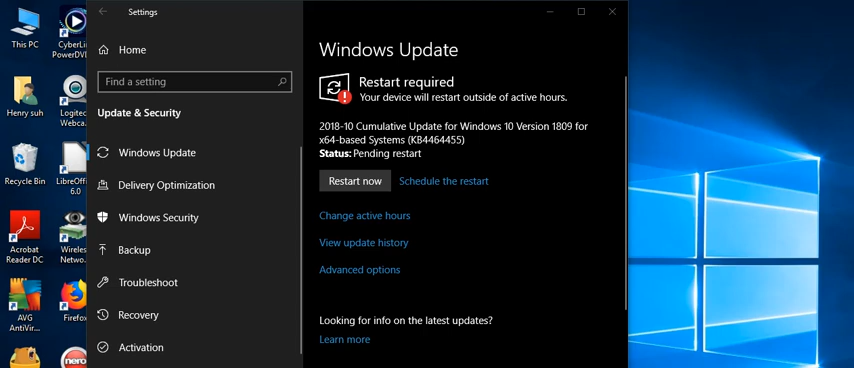 Settings
This PC
CyberLin
PowerDVD
Henry suh
Logitec
Webca...
Recycle Bin
LibreOffi
6.0
Acrobat
Reader DC
Wireles
Netwo...
AVG
AntiVir...
Firefox
nero
Home
Find a setting
Update & Security
Windows Update
Delivery Optimization
Windows Security
Backup
Troubleshoot
Recovery
Activation
Windows Update
Restart required
Your device will restart outside of active hours.
2018-10 Cumulative Update for Windows 10 Version 1809 for
x64-based Systems (KB4464455)
Status: Pending restart
Restart now
Schedule the restart
Change active hours
View update history
Advanced options
Looking for info on the latest updates?
Learn more